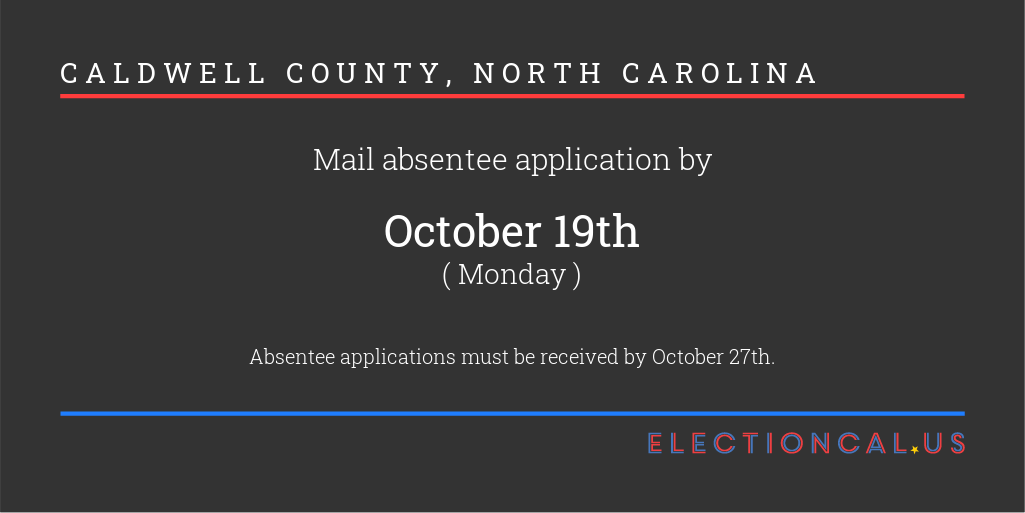 CALDWELL COUNTY, NORTH CAROLINA
Mail absentee application by
October 19th
( Monday )
Absentee applications must be received by October 27th.
ELECTIONCAL.US